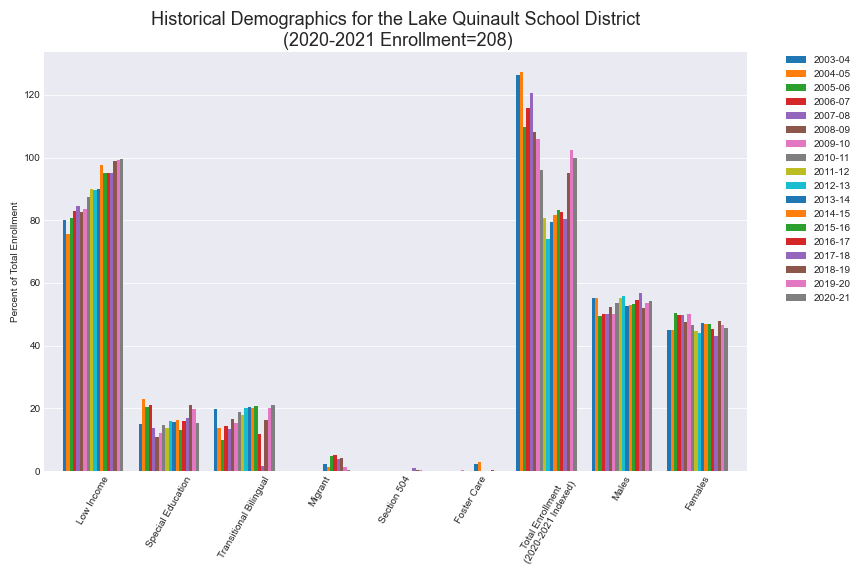 Historical Demographics for the Lake Quinault School District
(2020-2021 Enrollment=208)
Percent of Total Enrollment
120
100
80
60
40
20
0
Low Income
Special Education
Transitional Bilingual
Migrant
Section 504
Foster Care
Total Enrollment
(2020-2021 Indexed)
Males
Females
2003-04
2004-05
2005-06
2006-07
2007-08
2008-09
2009-10
2010-11
2011-12
2012-13
2013-14
2014-15
2015-16
2016-17
2017-18
2018-19
2019-20
2020-21